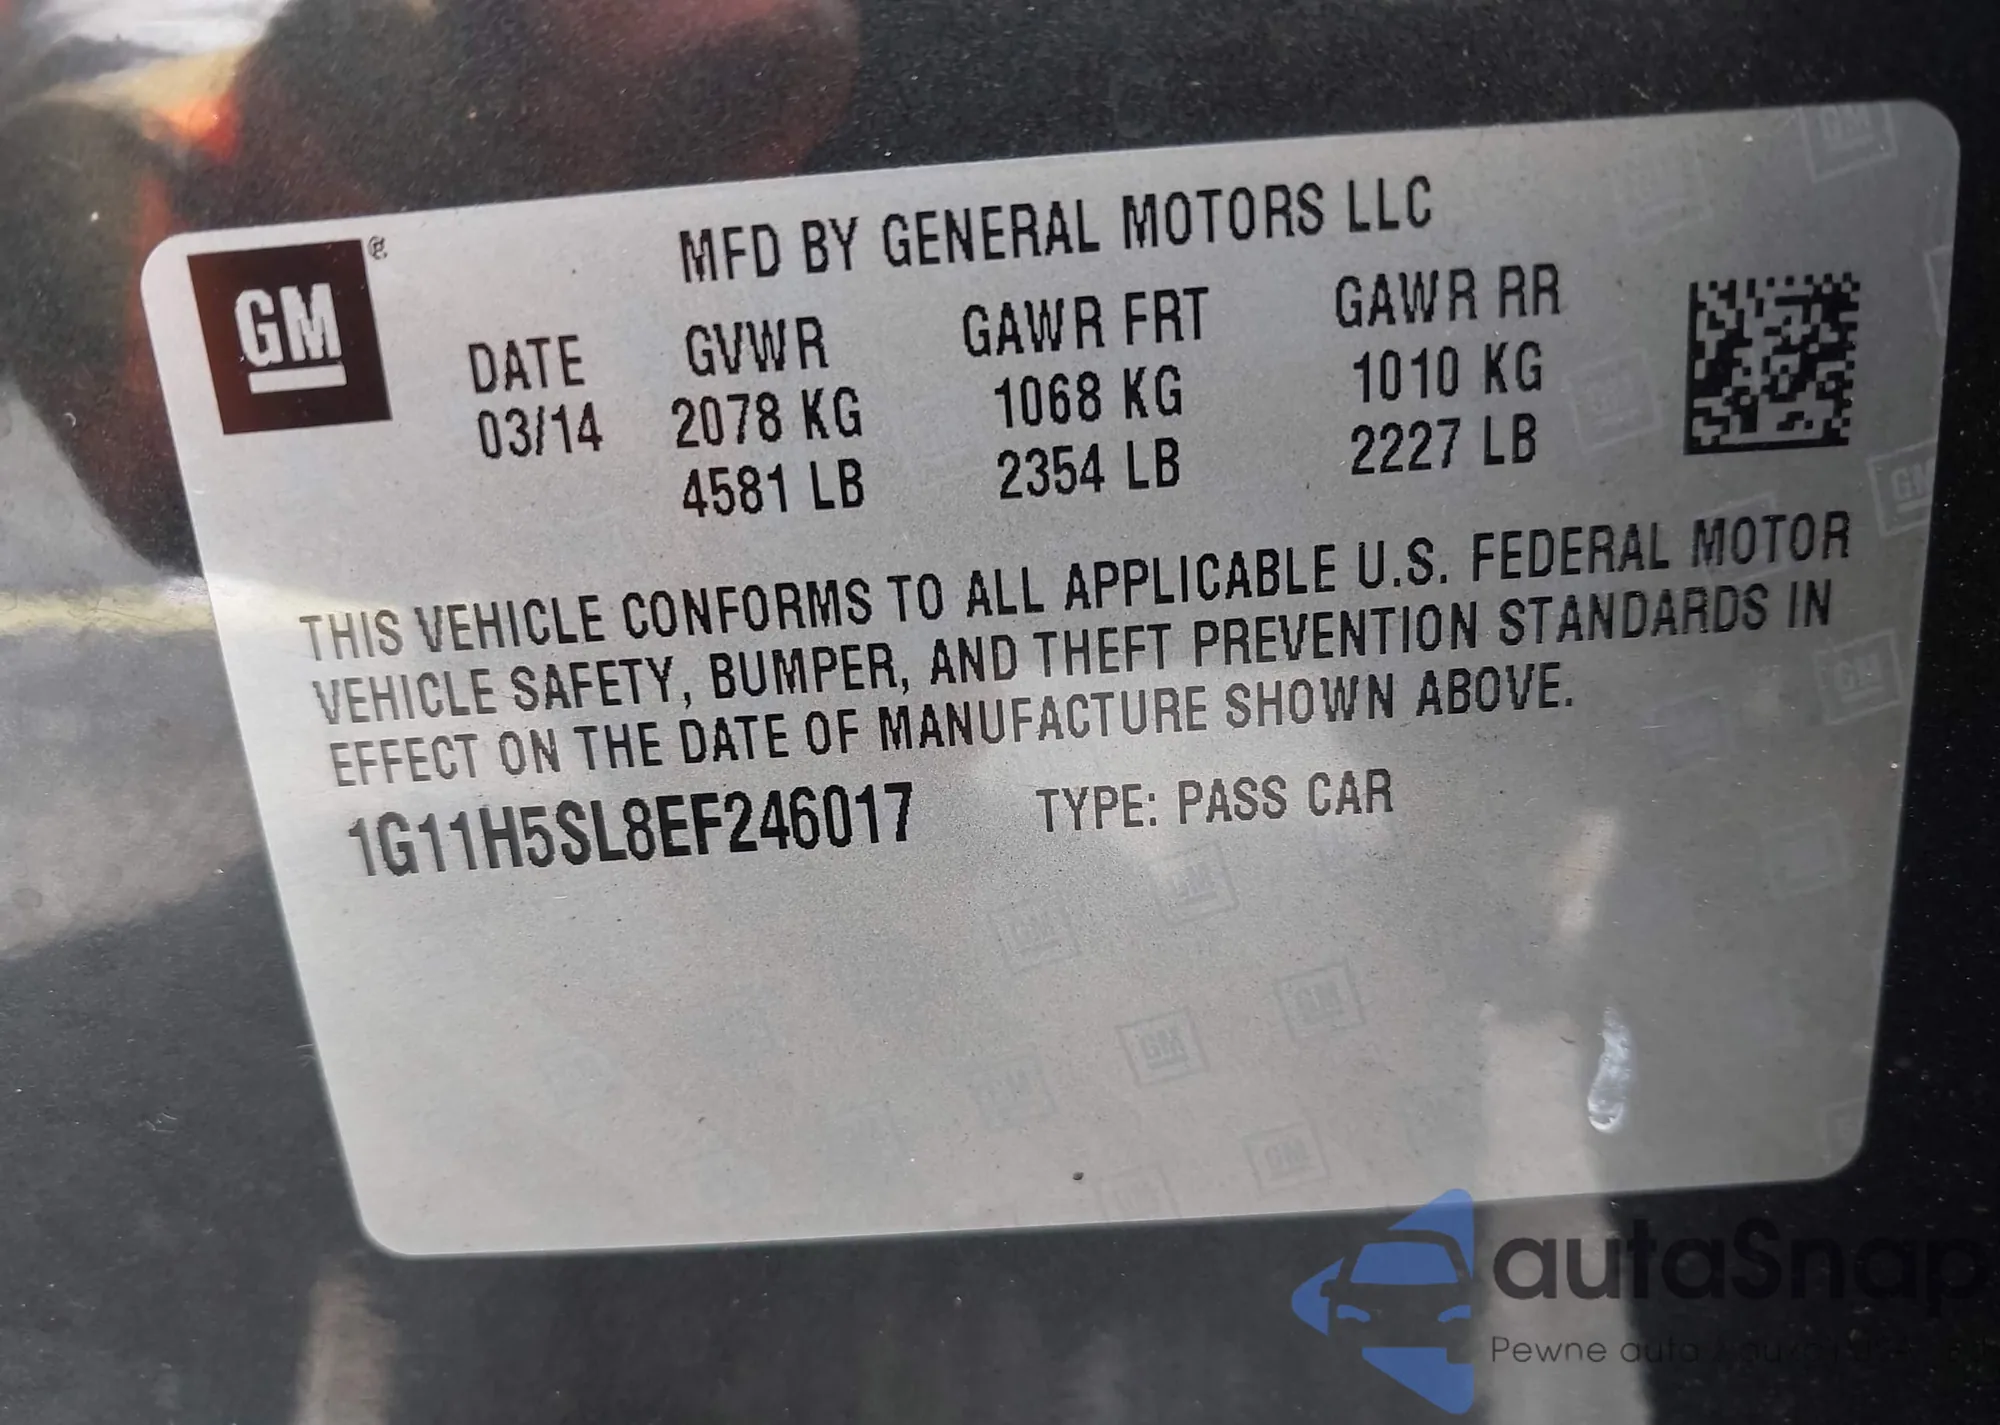 GM ®
MFD BY GENERAL MOTORS LLC
DATE GVWR GAWR FRT GAWR RR
03/14 2078 KG 1068 KG 1010 KG
4581 LB 2354 LB 2227 LB
THIS VEHICLE CONFORMS TO ALL APPLICABLE U.S. FEDERAL MOTOR
VEHICLE SAFETY, BUMPER, AND THEFT PREVENTION STANDARDS IN
EFFECT ON THE DATE OF MANUFACTURE SHOWN ABOVE.
1G11H5SL8EF246017 TYPE: PASS CAR
autaSnap
Pewne auta